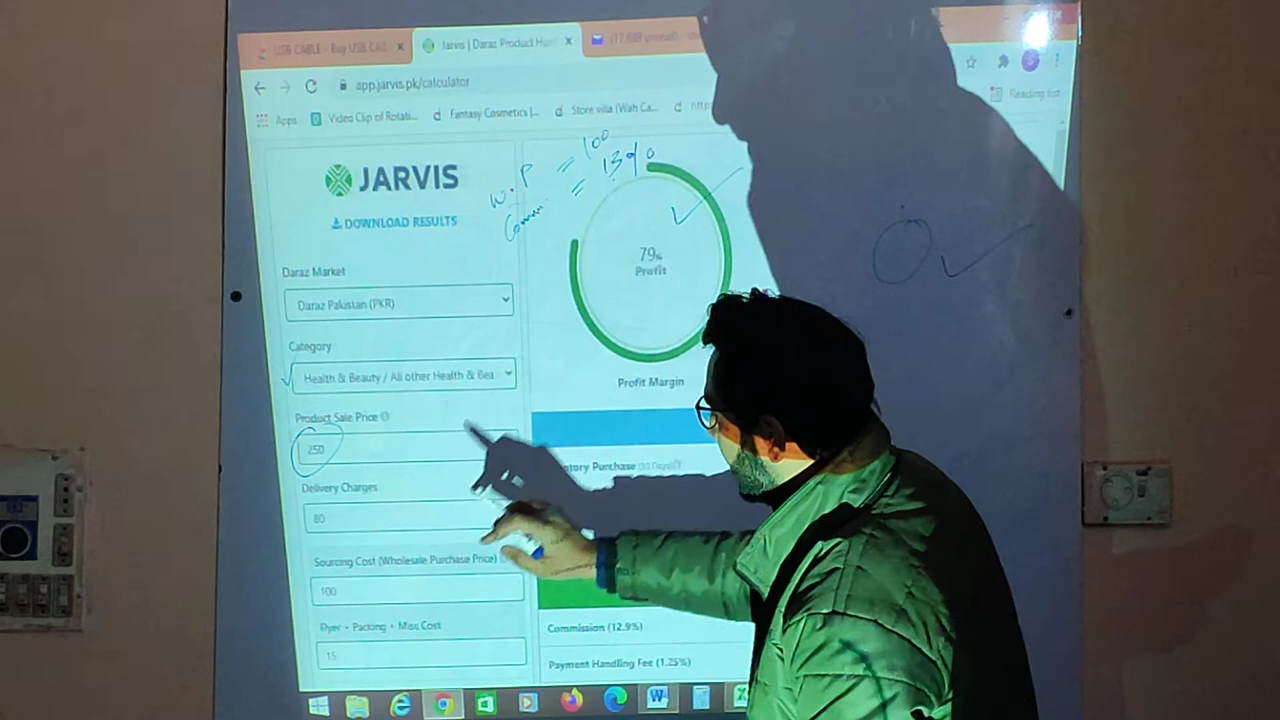 USB CABLE - Buy USB CAB
Jarvis | Daraz Product Hun
app.jarvis.pk/calculator
Reading list
Apps
Video Clip of Rotati...
Fantasy Cosmetics |...
Store villa (Wah Ca...
http
JARVIS
DOWNLOAD RESULTS
W.P = 100
Comm. = 13%
79%
Profit
Profit Margin
Daraz Market
Daraz Pakistan (PKR)
Category
Health & Beauty / All other Health & Bea
Product Sale Price
250
Delivery Charges
80
Sourcing Cost (Wholesale Purchase Price)
100
Flyer + Packing + Misc Cost
15
ntory Purchase (30 Days)
Commission (12.9%)
Payment Handling Fee (1.25%)